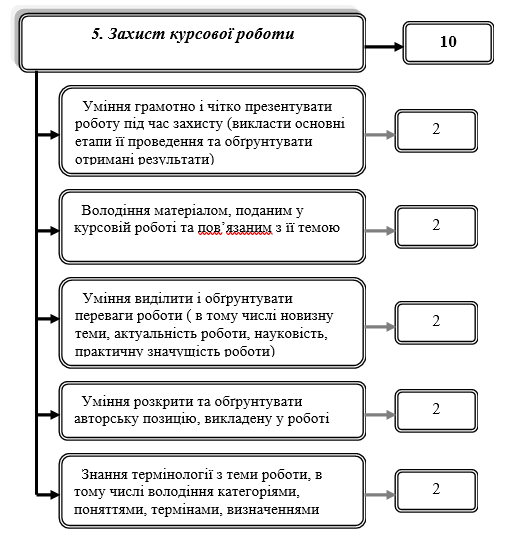 5. Захист курсової роботи
10
Уміння грамотно і чітко презентувати
роботу під час захисту (викласти основні
етапи її проведення та обґрунтувати
отримані результати)
2
Володіння матеріалом, поданим у
курсовій роботі та пов’язаним з її темою
2
Уміння виділити і обґрунтувати
переваги роботи ( в тому числі новизну
теми, актуальність роботи, науковість,
практичну значущість роботи)
2
Уміння розкрити та обґрунтувати
авторську позицію, викладену у роботі
2
Знання термінології з теми роботи, в
тому числі володіння категоріями,
поняттями, термінами, визначеннями
2